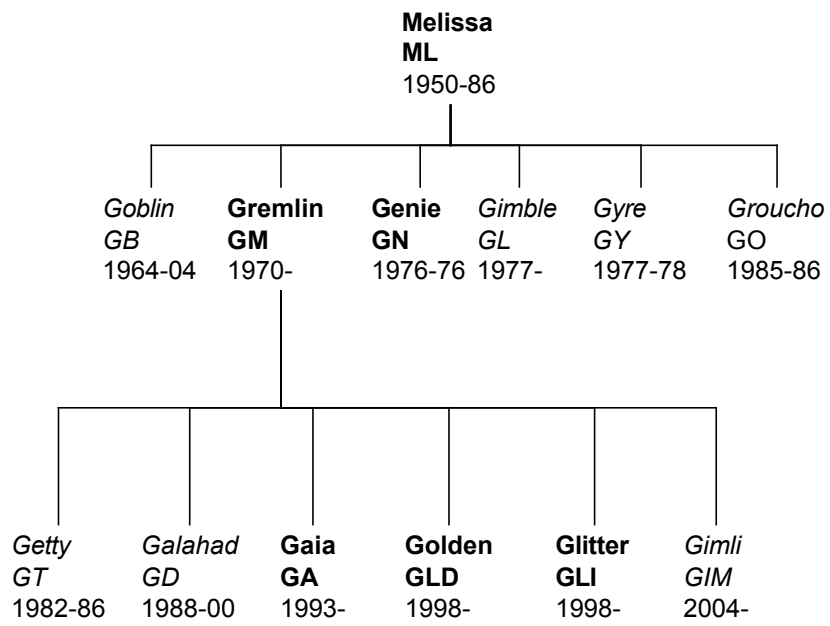 Melissa
ML
1950-86
Goblin
GB
1964-04
Gremlin
GM
1970-
Genie
GN
1976-76
Gimble
GL
1977-
Gyre
GY
1977-78
Groucho
GO
1985-86
Getty
GT
1982-86
Galahad
GD
1988-00
Gaia
GA
1993-
Golden
GLD
1998-
Glitter
GLI
1998-
Gimli
GIM
2004-